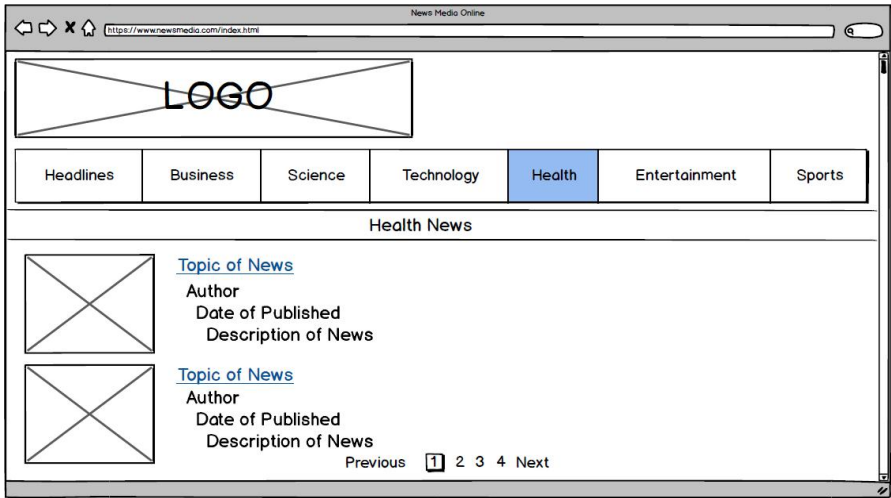 News Media Online
https://www.newsmedia.com/index.html
LOGO
Headlines Business Science Technology Health Entertainment Sports
Health News
Topic of News
Author
Date of Published
Description of News
Topic of News
Author
Date of Published
Description of News
Previous 1 2 3 4 Next